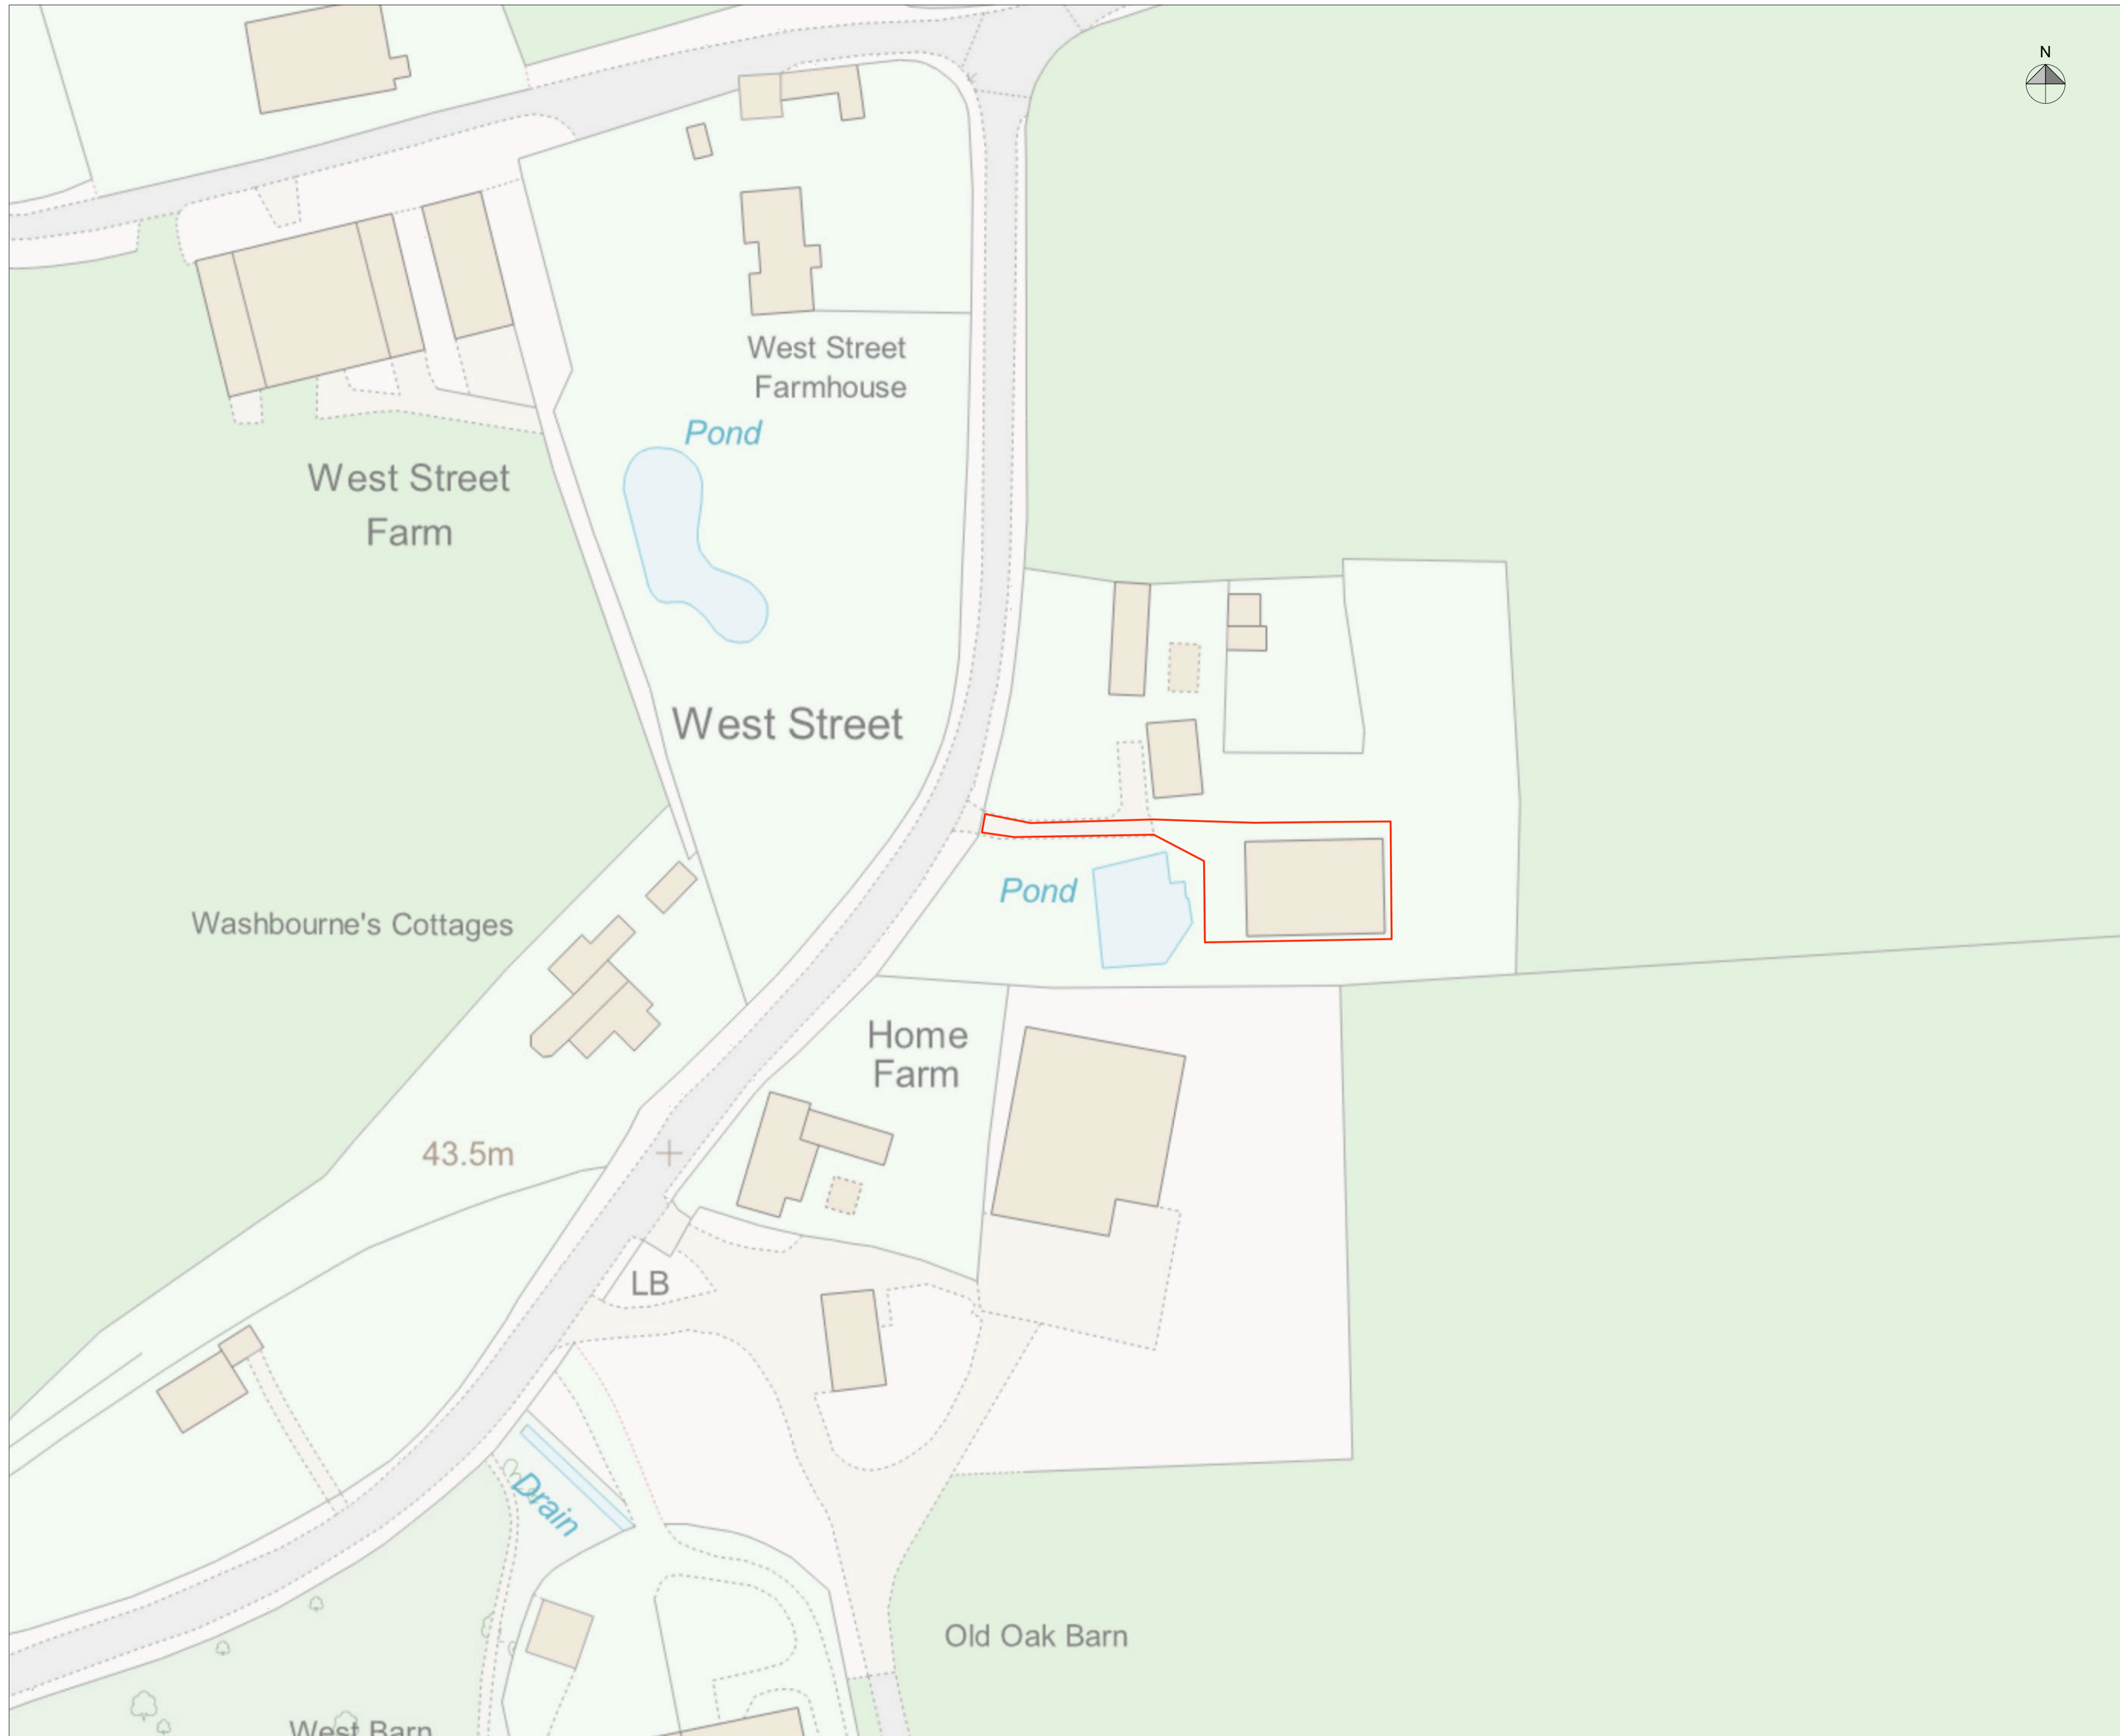 N
West Street
Farmhouse
Pond
West Street
Farm
West Street
Pond
Washbourne's Cottages
Home
Farm
43.5m
LB
Drain
Old Oak Barn
West Barn